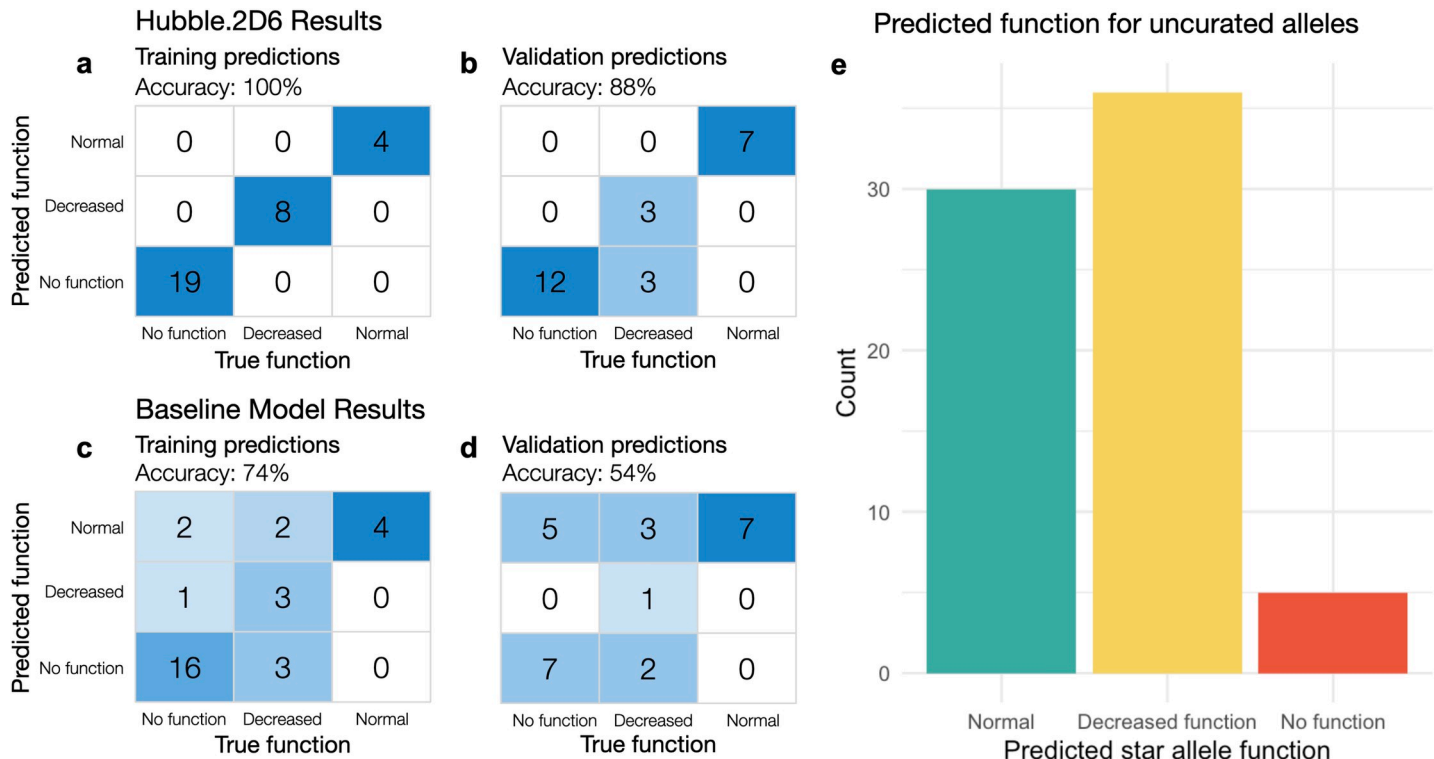 Hubble.2D6 Results
a Training predictions
Accuracy: 100%
Predicted function
Normal 0 0 4
Decreased 0 8 0
No function 19 0 0
No function Decreased Normal
True function
b Validation predictions
Accuracy: 88%
0 0 7
0 3 0
12 3 0
No function Decreased Normal
True function
Baseline Model Results
c Training predictions
Accuracy: 74%
Predicted function
Normal 2 2 4
Decreased 1 3 0
No function 16 3 0
No function Decreased Normal
True function
d Validation predictions
Accuracy: 54%
5 3 7
0 1 0
7 2 0
No function Decreased Normal
True function
Predicted function for uncurated alleles
e
Count
30
20
10
0
Normal Decreased function No function
Predicted star allele function